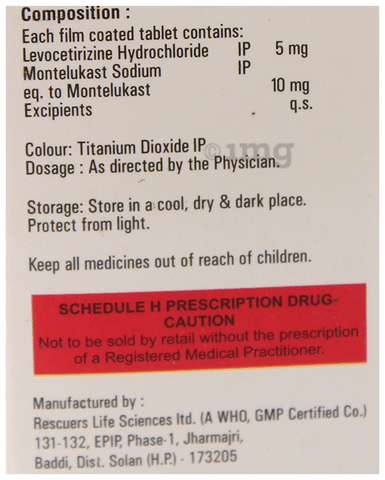 Composition :
Each film coated tablet contains:
Levocetirizine Hydrochloride IP 5 mg
Montelukast Sodium IP
eq. to Montelukast 10 mg
Excipients q.s.
Colour: Titanium Dioxide IP
Dosage : As directed by the Physician.
1mg
Storage: Store in a cool, dry & dark place.
Protect from light.
Keep all medicines out of reach of children.
SCHEDULE H PRESCRIPTION DRUG-
CAUTION
Not to be sold by retail without the prescription
of a Registered Medical Practitioner.
Manufactured by :
Rescuers Life Sciences ltd. (A WHO, GMP Certified Co.)
131-132, EPIP, Phase-1, Jharmajri,
Baddi, Dist. Solan (H.P.) - 173205